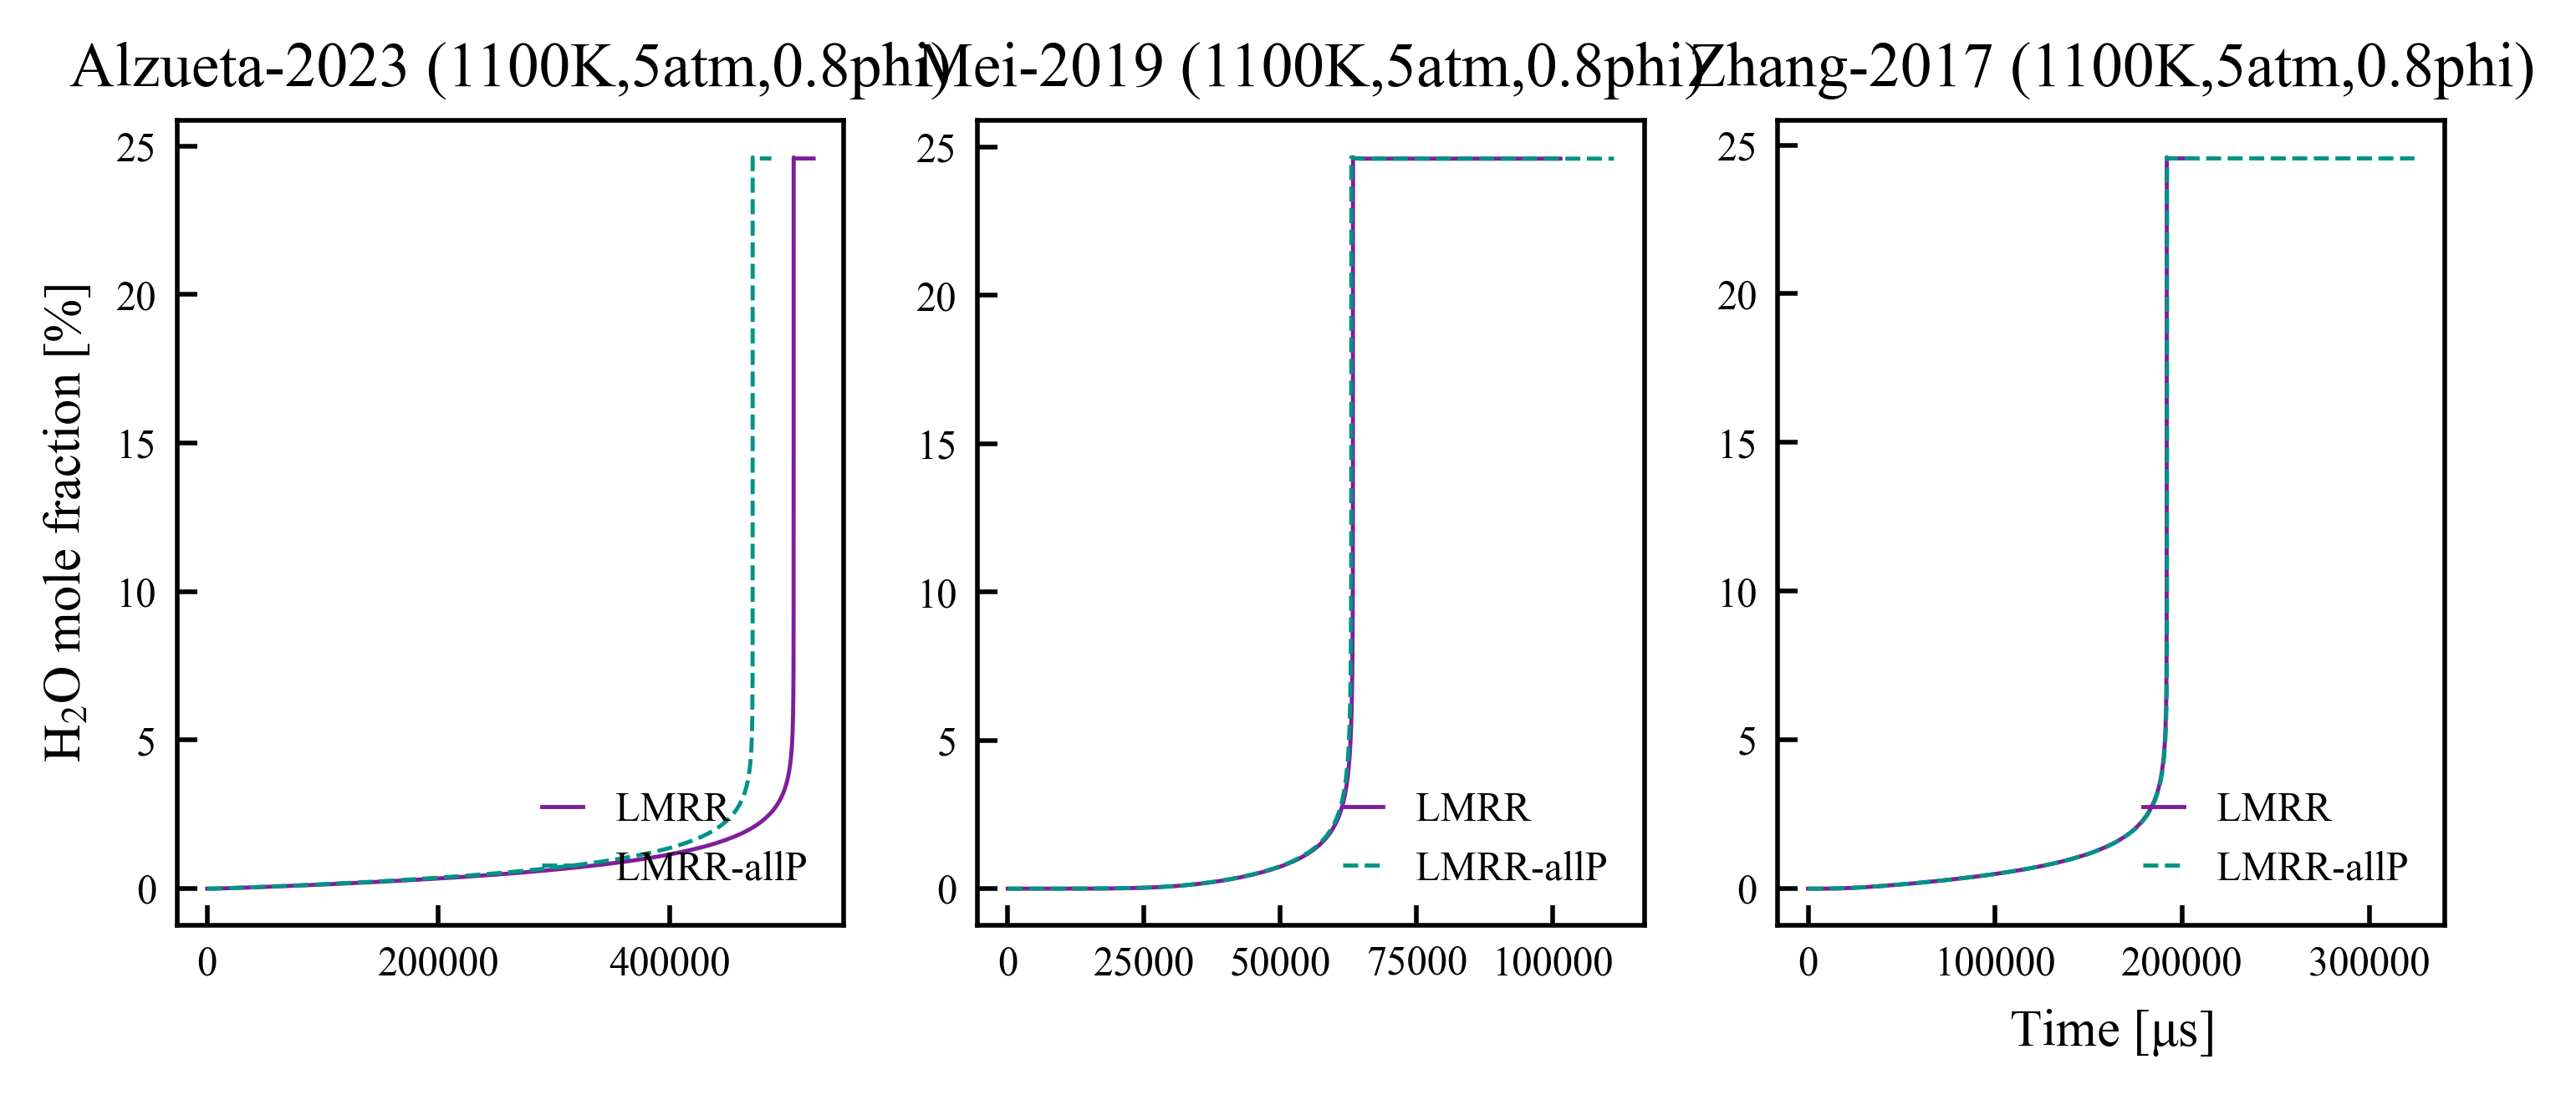 Alzueta-2023 (1100K,5atm,0.8phi)
Mei-2019 (1100K,5atm,0.8phi)
Zhang-2017 (1100K,5atm,0.8phi)
H₂O mole fraction [%]
25
20
15
10
5
0
0
200000
400000
LMRR
LMRR-allP
25
20
15
10
5
0
0
25000
50000
75000
100000
LMRR
LMRR-allP
25
20
15
10
5
0
0
100000
200000
300000
LMRR
LMRR-allP
Time [μs]